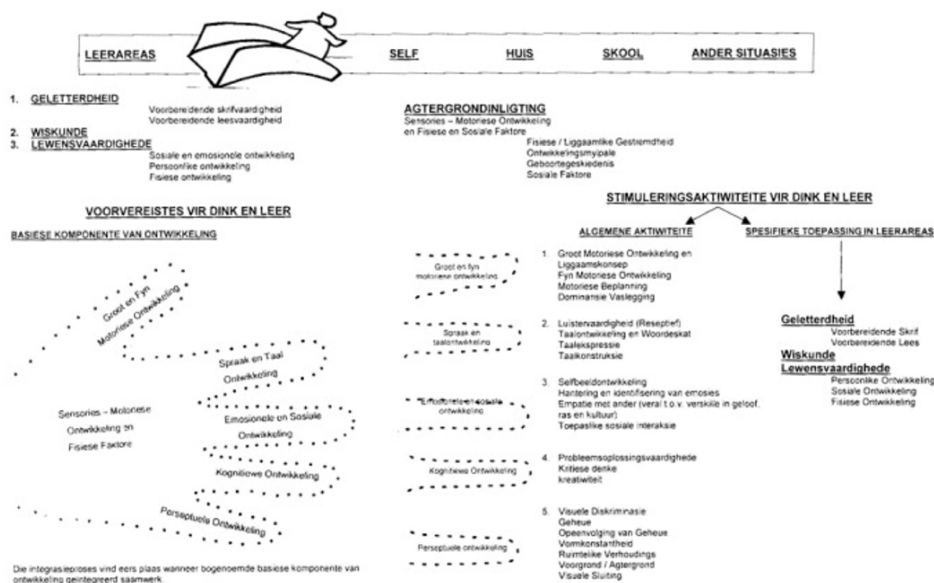 LEERAREAS
SELF
HUIS
SKOOL
ANDER SITUASIES
1. GELETTERDHEID
Voorbereidende skrifvaardigheid
Voorbereidende leesvaardigheid
2. WISKUNDE
3. LEWENSVAARDIGHEDE
Sosiale en emosionele ontwikkeling
Persoonlike ontwikkeling
Fisiese ontwikkeling
AGTERGRONDINLIGTING
Sensories – Motoriese Ontwikkeling
en Fisiese en Sosiale Faktore
Fisiese / Liggaamlike Gestremdheid
Ontwikkelingsmylpale
Geboortegeskiedenis
Sosiale Faktore
VOORVEREISTES VIR DINK EN LEER
BASIESE KOMPONENTE VAN ONTWIKKELING
Groot en Fyn
Motoriese Ontwikkeling
Spraak en Taal
Ontwikkeling
Sensories – Motoriese
Ontwikkeling en
Fisiese Faktore
Emosionele en Sosiale
Ontwikkeling
Kognitiewe Ontwikkeling
Perseptuele Ontwikkeling
Die integrasieproses vind eers plaas wanneer bogenoemde basiese komponente van
ontwikkeling geïntegreerd saamwerk.
STIMULERINGSAKTIWITEITE VIR DINK EN LEER
ALGEMENE AKTIWITEITE
Groot en fyn
motoriese ontwikkeling
1. Groot Motoriese Ontwikkeling en
Liggaamskonsep
Fyn Motoriese Ontwikkeling
Motoriese Beplanning
Dominansie Vaslegging
Spraak en
taalontwikkeling
2. Luistervaardigheid (Reseptief)
Taalontwikkeling en Woordeskat
Taalekspressie
Taalkonstruksie
Emosionele en sosiale
ontwikkeling
3. Selfbeeldontwikkeling
Hantering en identifisering van emosies
Empatie met ander (veral t.o.v. verskille in geloof,
ras en kultuur)
Toepaslike sosiale interaksie
Kognitiewe Ontwikkeling
4. Probleemsoplossingsvaardighede
Kritiese denke
kreatiwiteit
Perseptuele ontwikkeling
5. Visuele Diskriminasie
Geheue
Opeenvolging van Geheue
Vormkonstantheid
Ruimtelike Verhoudings
Voorgrond / Agtergrond
Visuele Sluiting
SPESIFIEKE TOEPASSING IN LEERAREAS
Geletterdheid
Voorbereidende Skrif
Voorbereidende Lees
Wiskunde
Lewensvaardighede
Persoonlike Ontwikkeling
Sosiale Ontwikkeling
Fisiese Ontwikkeling